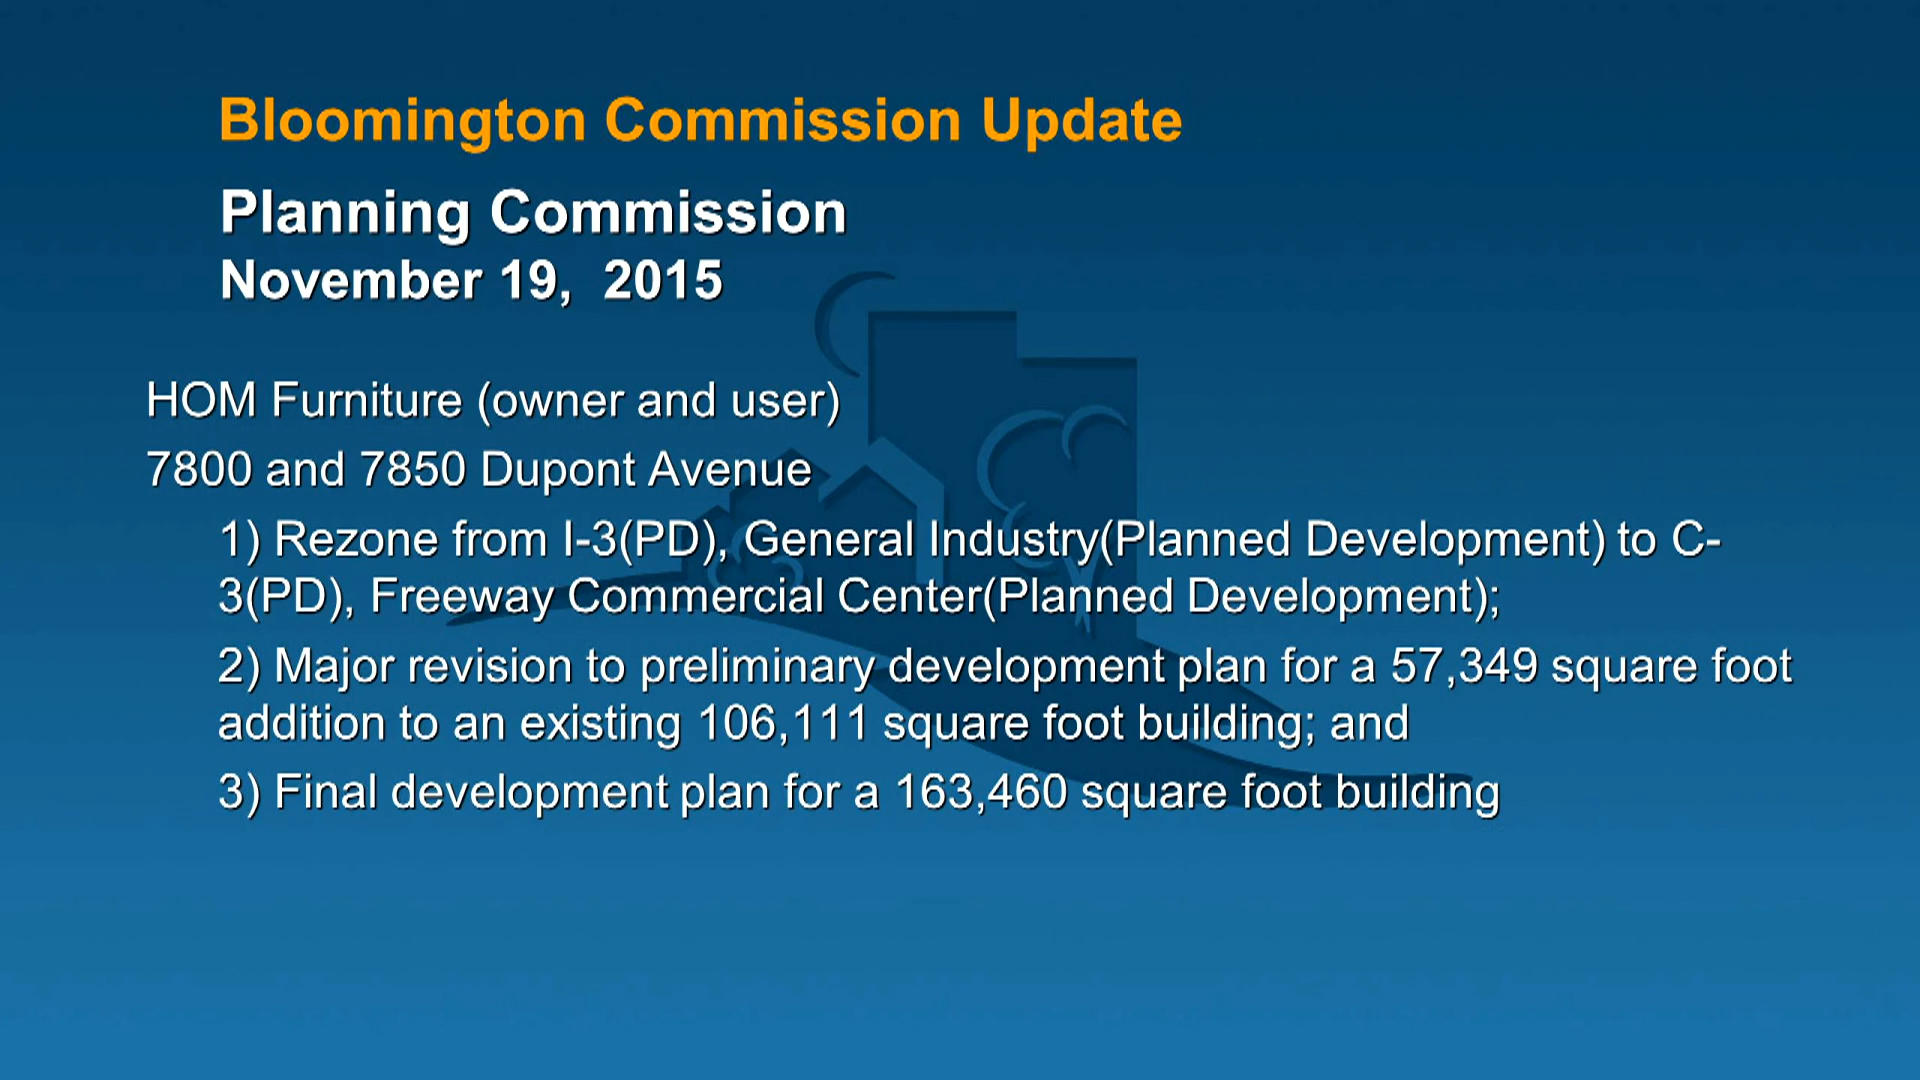 Bloomington Commission Update
Planning Commission
November 19,  2015
HOM Furniture (owner and user)
7800 and 7850 Dupont Avenue
1) Rezone from I-3(PD), General Industry(Planned Development) to C-
3(PD), Freeway Commercial Center(Planned Development);
2) Major revision to preliminary development plan for a 57,349 square foot
addition to an existing 106,111 square foot building; and
3) Final development plan for a 163,460 square foot building